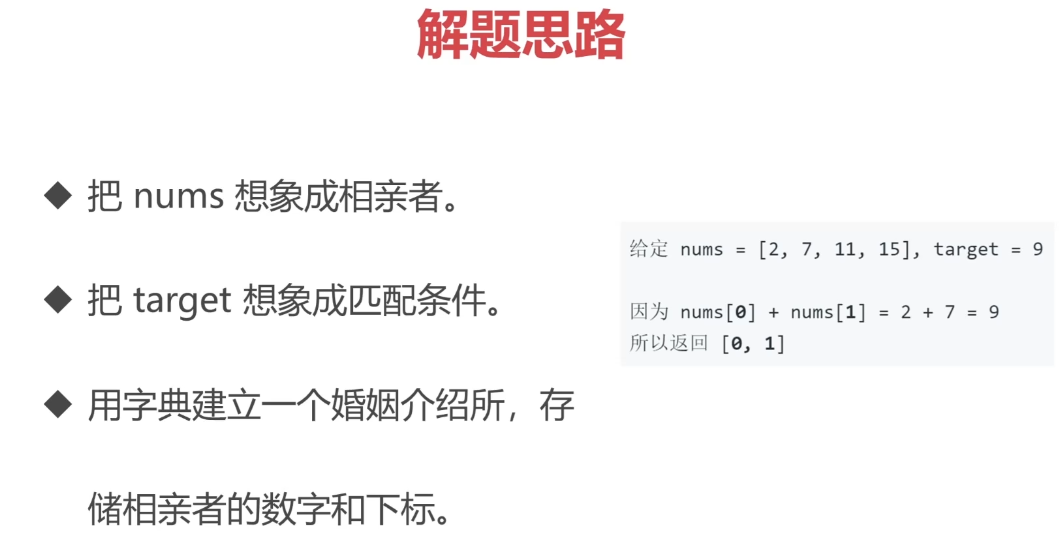 解题思路
◆ 把 nums 想象成相亲者。
◆ 把 target 想象成匹配条件。
◆ 用字典建立一个婚姻介绍所，存
储相亲者的数字和下标。
给定 nums = [2, 7, 11, 15], target = 9
因为 nums[0] + nums[1] = 2 + 7 = 9
所以返回 [0, 1]